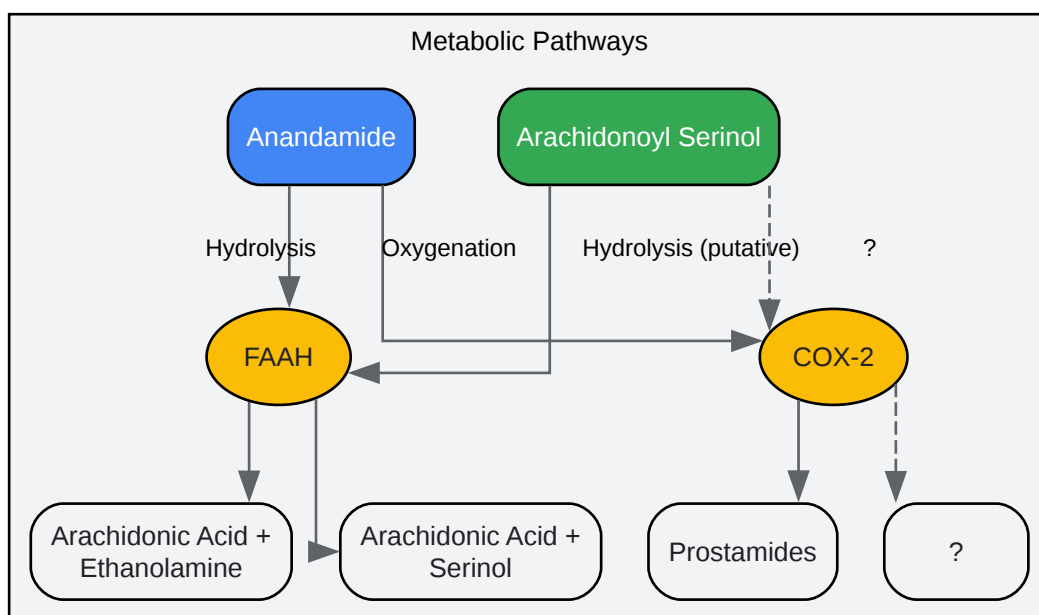 Metabolic Pathways
Anandamide
Arachidonoyl Serinol
Hydrolysis
Oxygenation
Hydrolysis (putative)
?
FAAH
COX-2
Arachidonic Acid +
Ethanolamine
Arachidonic Acid +
Serinol
Prostamides
?